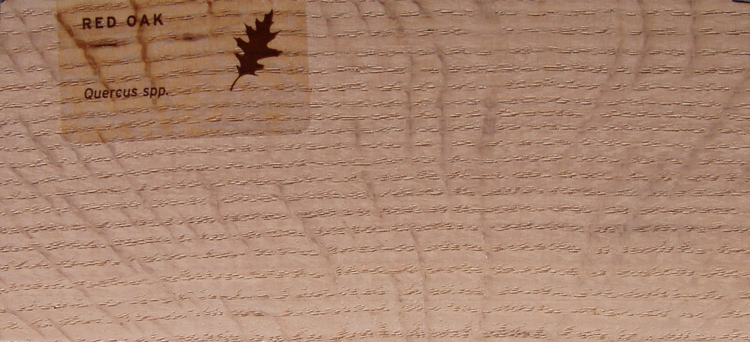 RED OAK
Quercus spp.